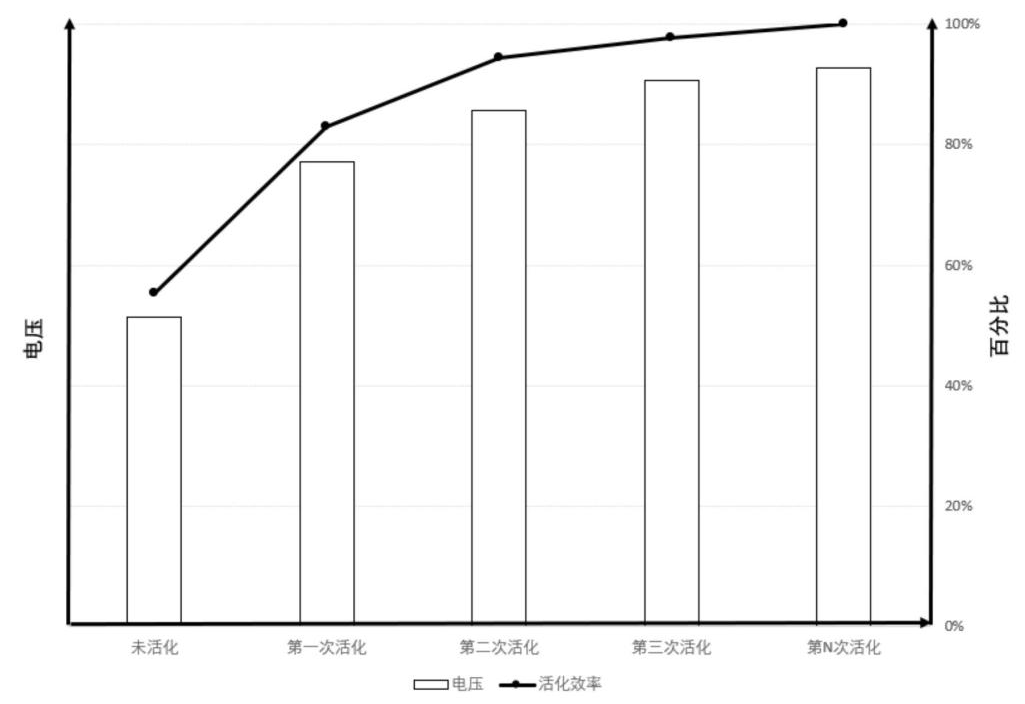 100%
80%
60%
40%
20%
0%
电压
百分比
未活化
第一次活化
第二次活化
第三次活化
第N次活化
电压
活化效率